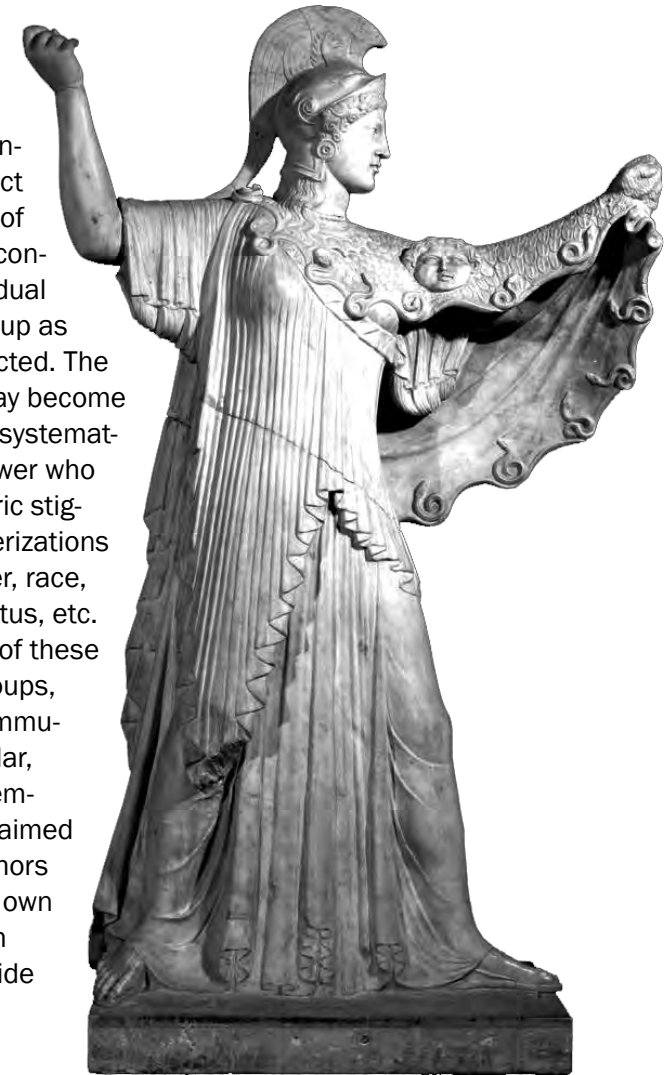 n-
ct
of
con-
dual
up as
cted. The
ay become
systemat-
wer who
ric stig-
erizations
er, race,
tus, etc.
of these
oups,
mmu-
lar,
em-
aimed
hors
own
n
ide